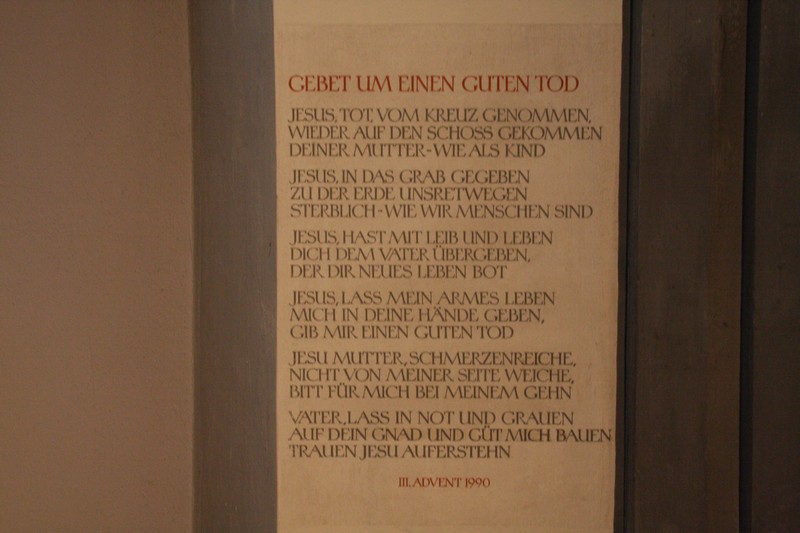 GEBET UM EINEN GUTEN TOD
JESUS, TOT, VOM KREUZ GENOMMEN,
WIEDER AUF DEN SCHOSS GEKOMMEN
DEINER MUTTER-WIE ALS KIND
JESUS, IN DAS GRAB GEGEBEN
ZU DER ERDE UNSRETWEGEN
STERBLICH-WIE WIR MENSCHEN SIND
JESUS, HAST MIT LEIB UND LEBEN
DICH DEM VATER ÜBERGEBEN,
DER DIR NEUES LEBEN BOT
JESUS, LASS MEIN ARMES LEBEN
MICH IN DEINE HÄNDE GEBEN,
GIB MIR EINEN GUTEN TOD
JESU MUTTER, SCHMERZENREICHE,
NICHT VON MEINER SEITE WEICHE,
BITT FÜR MICH BEI MEINEM GEHN
VATER, LASS IN NOT UND GRAUEN
AUF DEIN GNAD UND GÜT MICH BAUEN
TRAUEN JESU AUFERSTEHN
III. ADVENT 1990